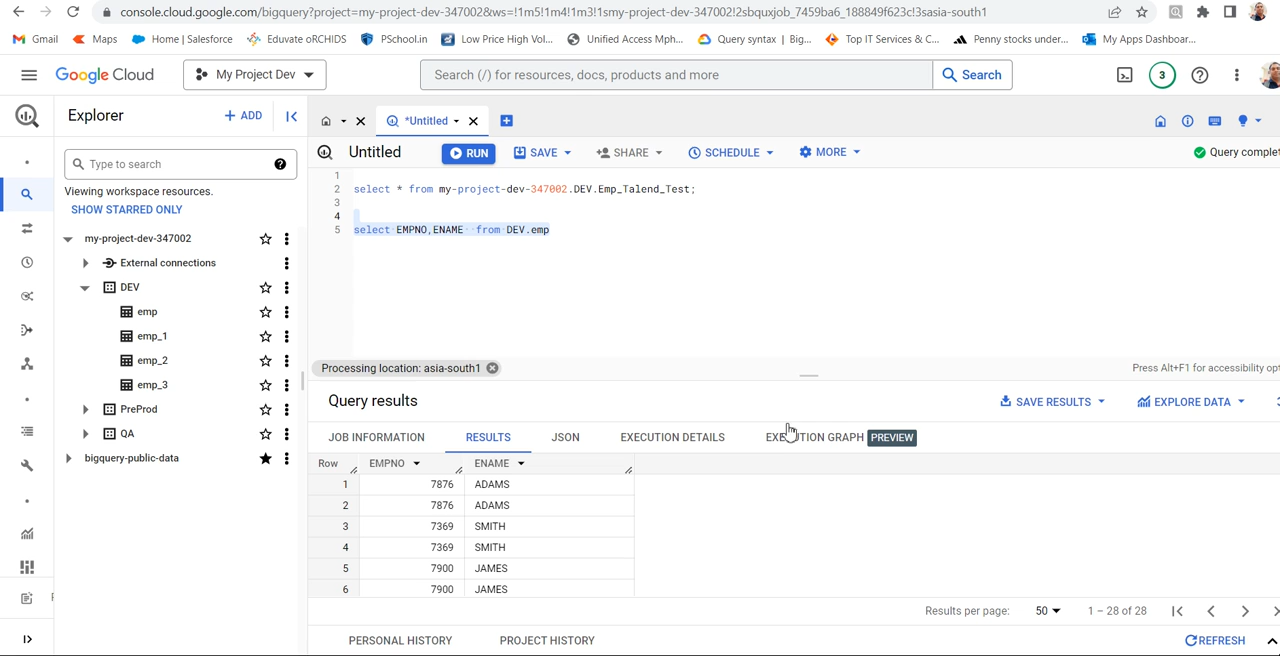 console.cloud.google.com/bigquery?project=my-project-dev-347002&ws=!1m5!1m4!1m3!1smy-project-dev-347002!2sbquxjob_7459ba6_188849f623c!3sasia-south1
Gmail Maps Home | Salesforce Eduvate oRCHIDS PSchool.in Low Price High Vol... Unified Access Mph... Query syntax | Big... Top IT Services & C... Penny stocks under... My Apps Dashboar...
Google Cloud My Project Dev Search (/) for resources, docs, products and more Search 3
Explorer + ADD
*Untitled
Untitled RUN SAVE SHARE SCHEDULE MORE Query complet
Type to search
Viewing workspace resources.
SHOW STARRED ONLY
my-project-dev-347002
External connections
DEV
emp
emp_1
emp_2
emp_3
PreProd
QA
bigquery-public-data
1
2 select * from my-project-dev-347002.DEV.Emp_Talend_Test;
3
4
5 select EMPNO,ENAME from DEV.emp
Processing location: asia-south1
Press Alt+F1 for accessibility opt
Query results SAVE RESULTS EXPLORE DATA
JOB INFORMATION RESULTS JSON EXECUTION DETAILS EXECUTION GRAPH PREVIEW
Row EMPNO ENAME
1 7876 ADAMS
2 7876 ADAMS
3 7369 SMITH
4 7369 SMITH
5 7900 JAMES
6 7900 JAMES
Results per page: 50 1 – 28 of 28
PERSONAL HISTORY PROJECT HISTORY REFRESH